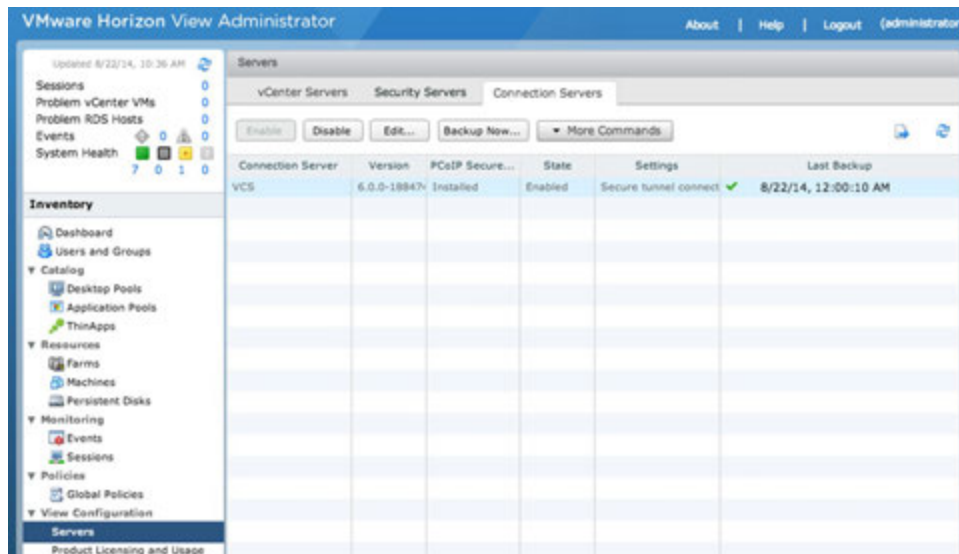 VMware Horizon View Administrator
About | Help | Logout (administrator
Updated 8/22/14, 10:36 AM
Sessions 0
Problem vCenter VMs 0
Problem RDS Hosts 0
Events 0 0
System Health
7 0 1 0
Inventory
Dashboard
Users and Groups
Catalog
Desktop Pools
Application Pools
ThinApps
Resources
Farms
Machines
Persistent Disks
Monitoring
Events
Sessions
Policies
Global Policies
View Configuration
Servers
Product Licensing and Usage
Servers
vCenter Servers Security Servers Connection Servers
Enable Disable Edit... Backup Now... More Commands
Connection Server Version PCoIP Secure... State Settings Last Backup
VCS 6.0.0-18847 Installed Enabled Secure tunnel connect 8/22/14, 12:00:10 AM